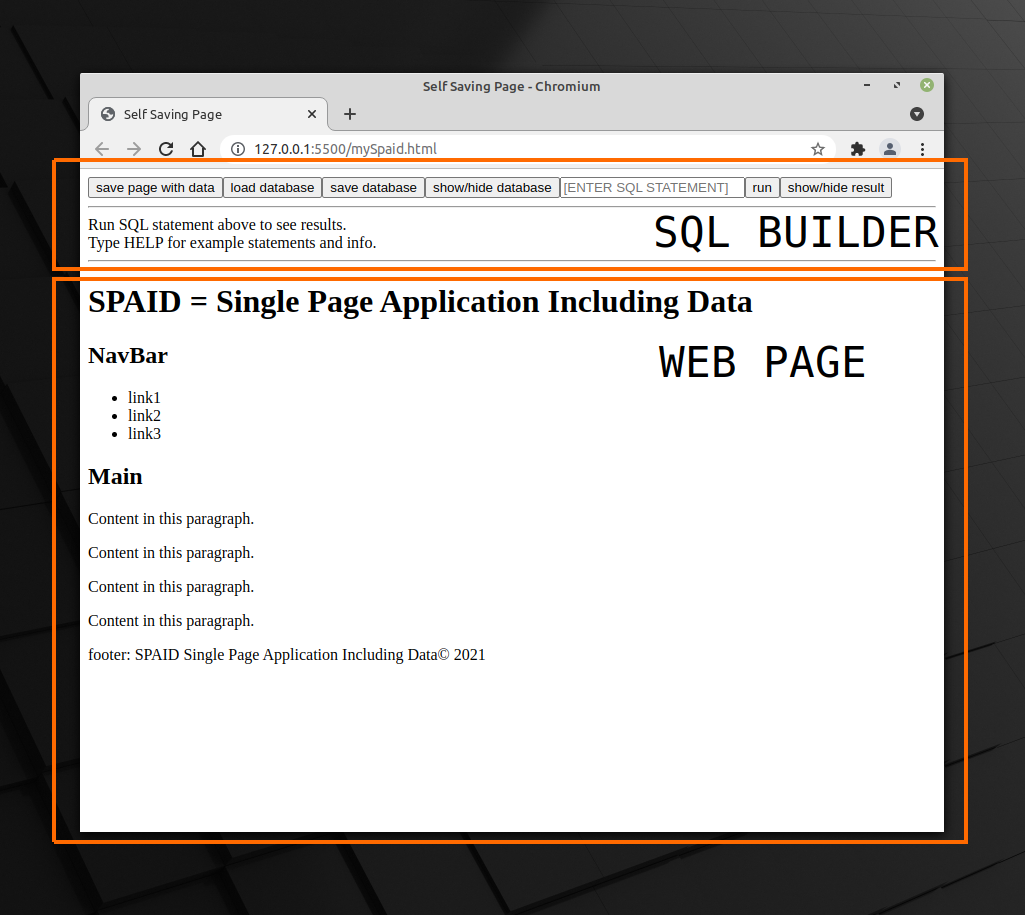 Self Saving Page - Chromium
Self Saving Page
127.0.0.1:5500/mySpaid.html
save page with data load database save database show/hide database [ENTER SQL STATEMENT] run show/hide result
Run SQL statement above to see results.
Type HELP for example statements and info.
SQL BUILDER
SPAID = Single Page Application Including Data
NavBar
WEB PAGE
link1
link2
link3
Main
Content in this paragraph.
Content in this paragraph.
Content in this paragraph.
Content in this paragraph.
footer: SPAID Single Page Application Including Data© 2021